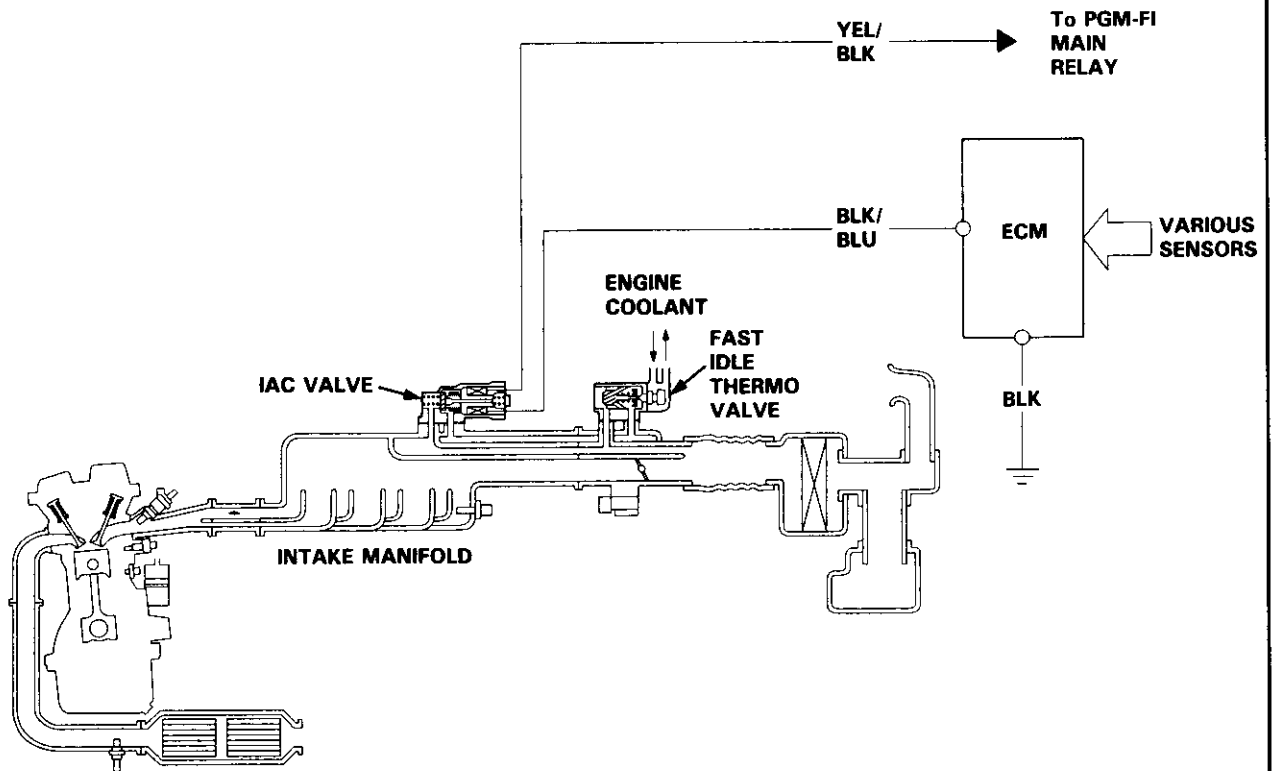 YEL/
BLK
To PGM-FI
MAIN
RELAY
BLK/
BLU
ECM
VARIOUS
SENSORS
ENGINE
COOLANT
FAST
IDLE
THERMO
VALVE
IAC VALVE
BLK
INTAKE MANIFOLD